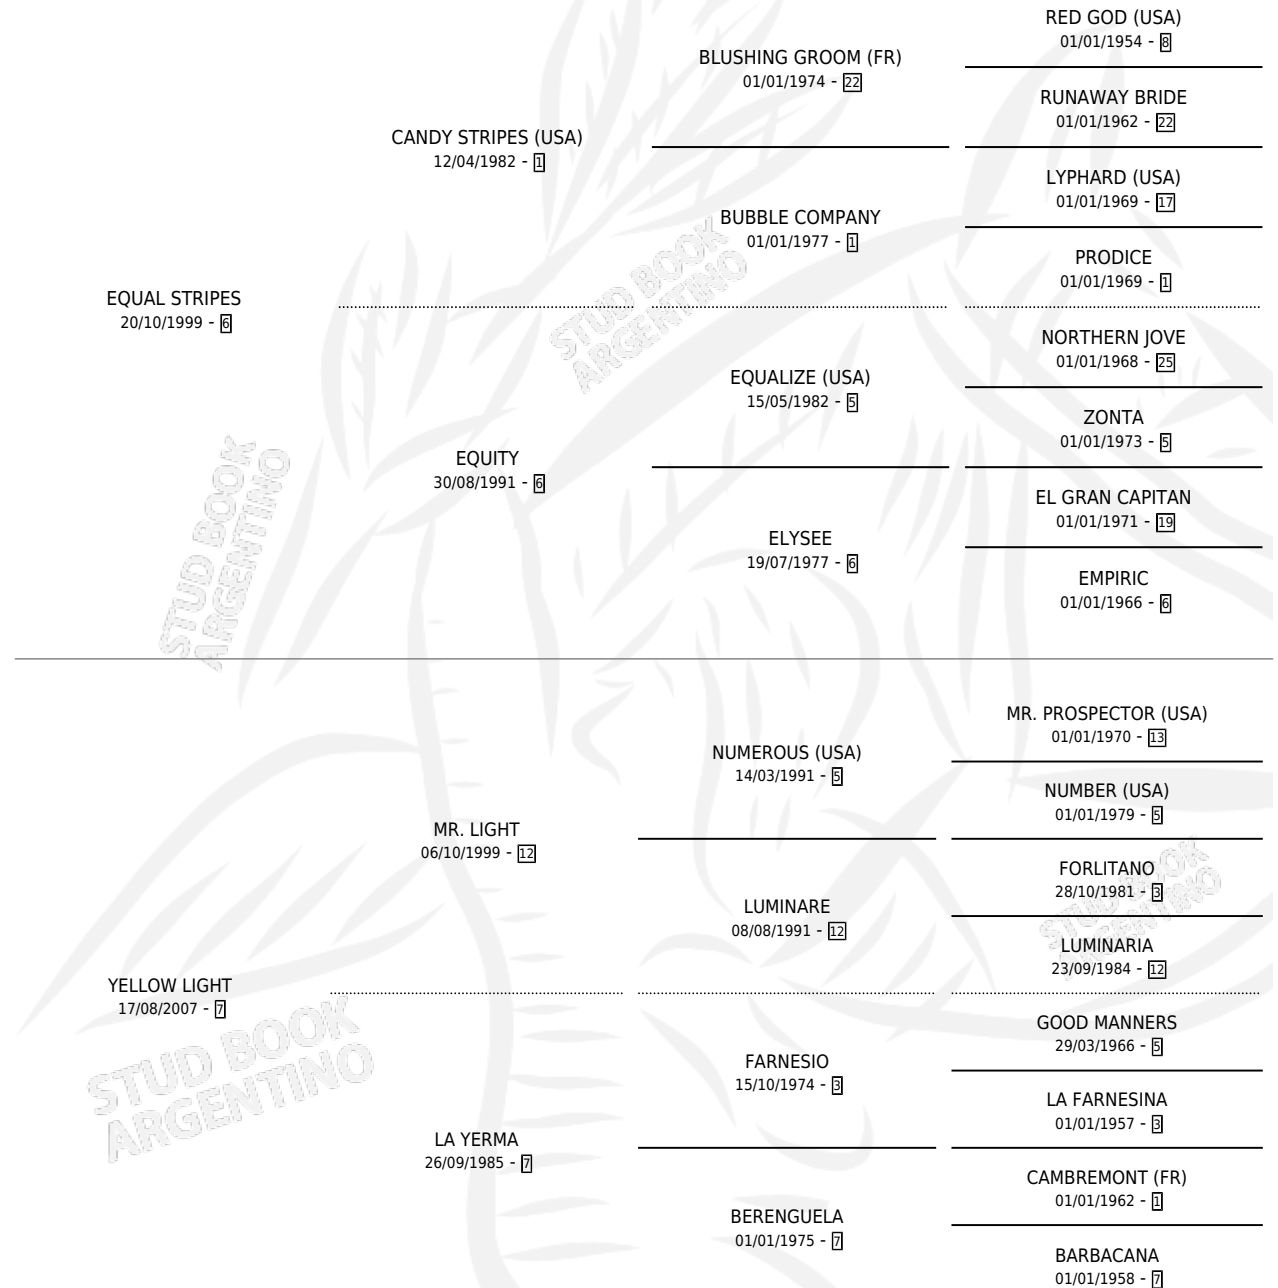 RED GOD (USA)
01/01/1954 - 8
BLUSHING GROOM (FR)
01/01/1974 - 22
RUNAWAY BRIDE
01/01/1962 - 22
CANDY STRIPES (USA)
12/04/1982 - 1
LYPHARD (USA)
01/01/1969 - 17
BUBBLE COMPANY
01/01/1977 - 1
PRODICE
01/01/1969 - 1
EQUAL STRIPES
20/10/1999 - 6
STUD BOOK
ARGENTINO
NORTHERN JOVE
01/01/1968 - 25
EQUALIZE (USA)
15/05/1982 - 5
ZONTA
01/01/1973 - 5
EQUITY
30/08/1991 - 6
EL GRAN CAPITAN
01/01/1971 - 19
ELYSEE
19/07/1977 - 6
EMPIRIC
01/01/1966 - 6
STUD BOOK
ARGENTINO
MR. PROSPECTOR (USA)
01/01/1970 - 13
NUMEROUS (USA)
14/03/1991 - 5
NUMBER (USA)
01/01/1979 - 5
MR. LIGHT
06/10/1999 - 12
FORLITANO
28/10/1981 - 3
STUD BOOK
ARGENTINO
LUMINARE
08/08/1991 - 12
LUMINARIA
23/09/1984 - 12
YELLOW LIGHT
17/08/2007 - 7
GOOD MANNERS
29/03/1966 - 5
FARNESIO
15/10/1974 - 3
LA FARNESINA
01/01/1957 - 3
STUD BOOK
ARGENTINO
LA YERMA
26/09/1985 - 7
CAMBREMONT (FR)
01/01/1962 - 1
BERENGUELA
01/01/1975 - 7
BARBACANA
01/01/1958 - 7